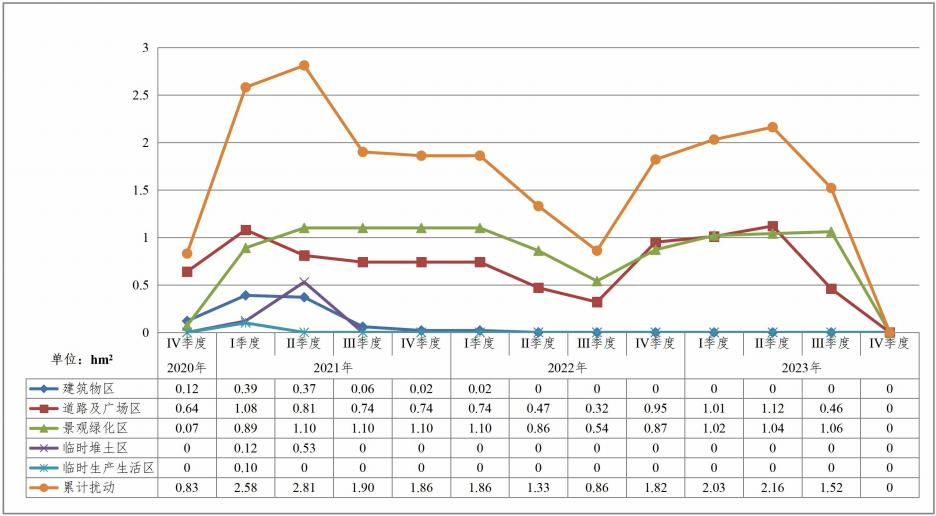 3
2.5
2
1.5
1
0.5
0
IV季度 I季度 II季度 III季度 IV季度 I季度 II季度 III季度 IV季度 I季度 II季度 III季度 IV季度
单位：hm²
2020年 2021年 2022年 2023年
建筑物区 0.12 0.39 0.37 0.06 0.02 0.02 0 0 0 0 0 0 0
道路及广场区 0.64 1.08 0.81 0.74 0.74 0.74 0.47 0.32 0.95 1.01 1.12 0.46 0
景观绿化区 0.07 0.89 1.10 1.10 1.10 1.10 0.86 0.54 0.87 1.02 1.04 1.06 0
临时堆土区 0 0.12 0.53 0 0 0 0 0 0 0 0 0 0
临时生产生活区 0 0.10 0 0 0 0 0 0 0 0 0 0 0
累计扰动 0.83 2.58 2.81 1.90 1.86 1.86 1.33 0.86 1.82 2.03 2.16 1.52 0